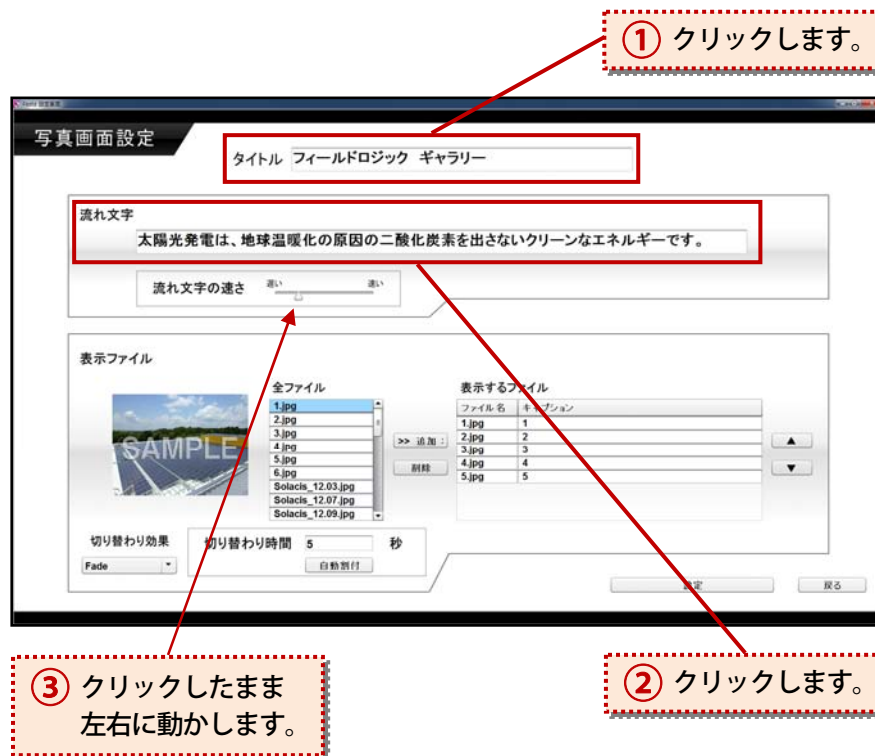 ① クリックします。
写真画面設定
タイトル フィールドロジック ギャラリー
流れ文字
太陽光発電は、地球温暖化の原因の二酸化炭素を出さないクリーンなエネルギーです。
流れ文字の速さ 遅い 速い
表示ファイル
全ファイル 表示するファイル
ファイル名 キャプション
1.jpg 1.jpg 1
2.jpg 2.jpg 2
3.jpg 3.jpg 3
4.jpg 4.jpg 4
5.jpg 5.jpg 5
6.jpg
Solacis_12.03.jpg
Solacis_12.07.jpg
Solacis_12.09.jpg
SAMPLE
>> 追加 :
削除
▲
▼
切り替わり効果 切り替わり時間 5 秒
Fade 自動割付
設定 戻る
③ クリックしたまま
左右に動かします。
② クリックします。